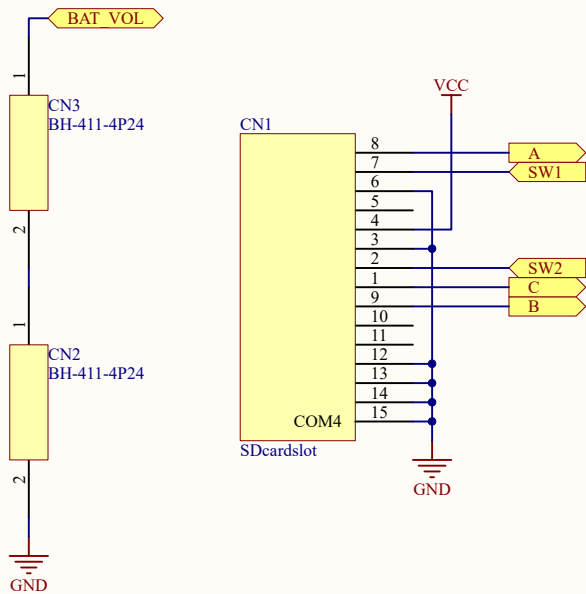 BAT_VOL
1
CN3
BH-411-4P24
2
1
CN2
BH-411-4P24
2
GND
VCC
CN1
8
A
7
SW1
6
5
4
3
2
SW2
1
C
9
B
10
11
12
13
14
COM4
15
SDcardslot
GND